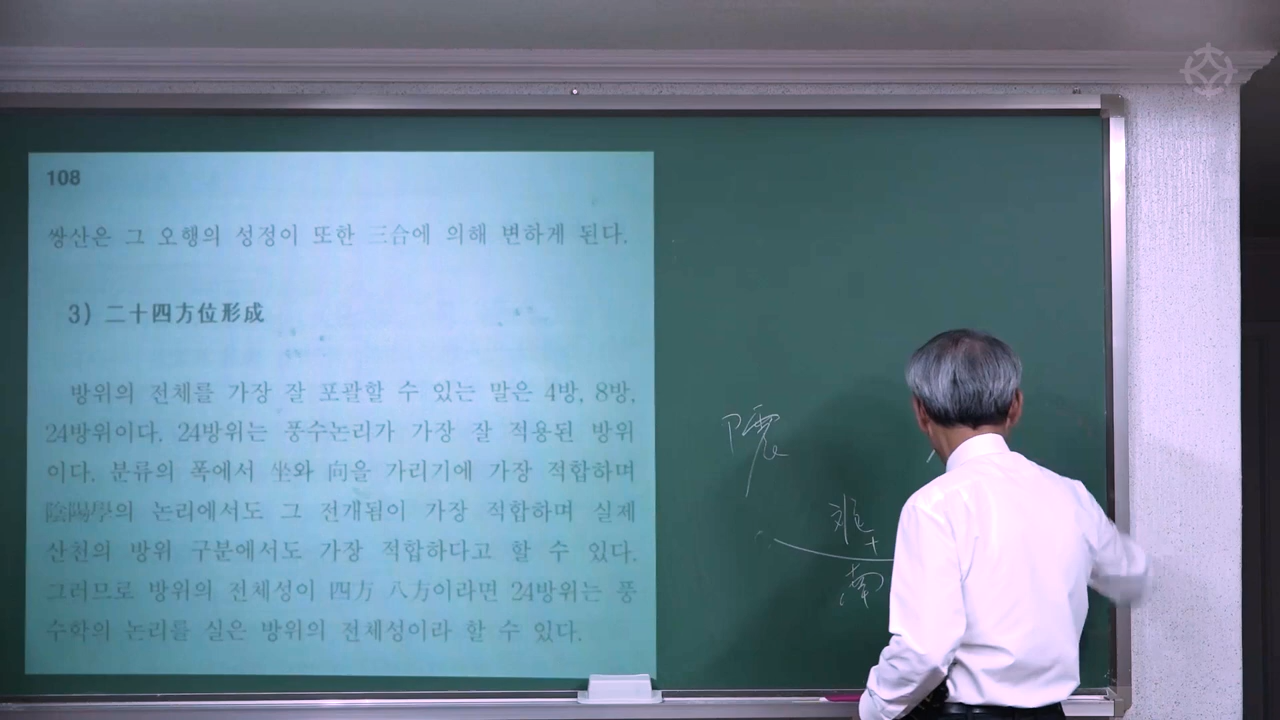 108
쌍산은 그 오행의 성정이 또한 三合에 의해 변하게 된다.
3) 二十四方位形成
방위의 전체를 가장 잘 포괄할 수 있는 말은 4방, 8방,
24방위이다. 24방위는 풍수논리가 가장 잘 적용된 방위
이다. 분류의 폭에서 坐와 向을 가리기에 가장 적합하며
陰陽學의 논리에서도 그 전개됨이 가장 적합하며 실제
산천의 방위 구분에서도 가장 적합하다고 할 수 있다.
그러므로 방위의 전체성이 四方 八方이라면 24방위는 풍
수학의 논리를 실은 방위의 전체성이라 할 수 있다.
震
南